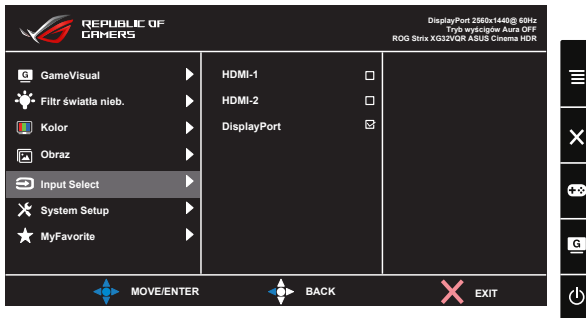 REPUBLIC OF
GAMERS
DisplayPort 2560x1440@ 60Hz
Tryb wyścigów Aura OFF
ROG Strix XG32VQR ASUS Cinema HDR
G GameVisual
Filtr światła nieb.
Kolor
Obraz
Input Select
System Setup
MyFavorite
HDMI-1
HDMI-2
DisplayPort
MOVE/ENTER
BACK
EXIT
G